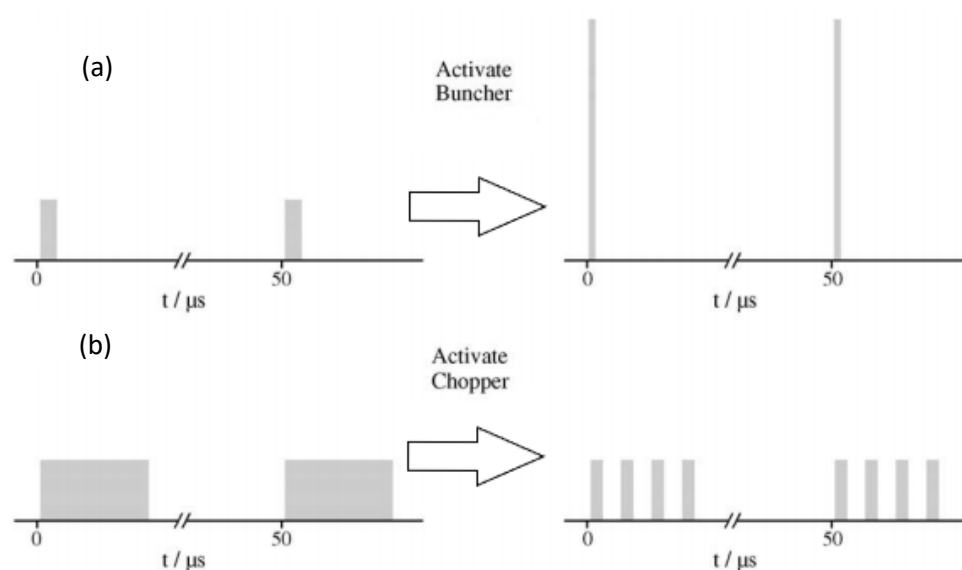 (a)
Activate
Buncher
0
50
t / μs
0
50
t / μs
(b)
Activate
Chopper
0
50
t / μs
0
50
t / μs